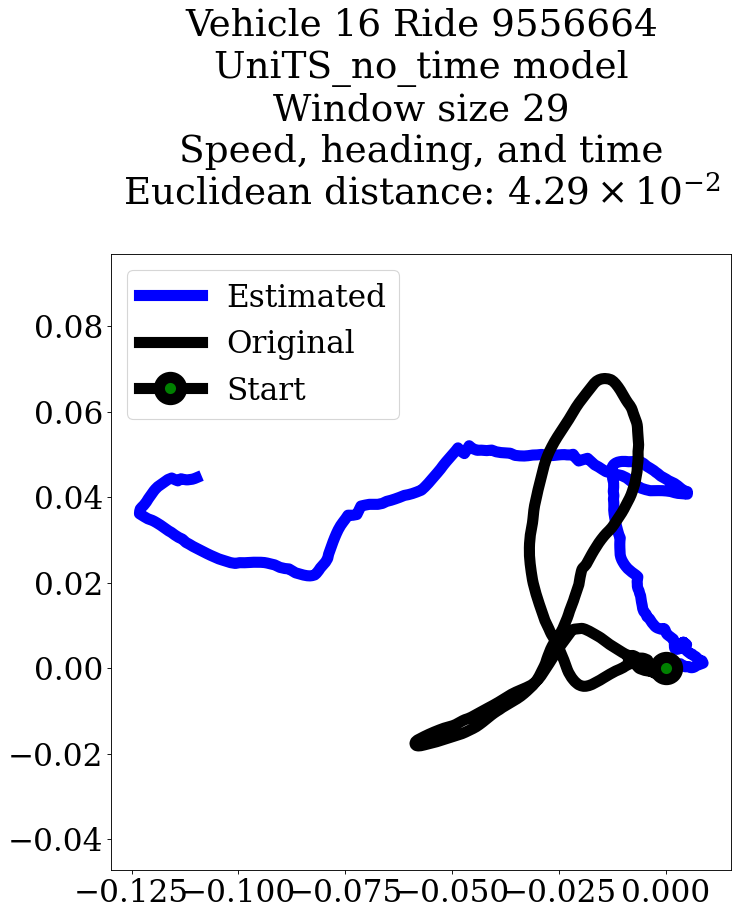 Vehicle 16 Ride 9556664
UniTS_no_time model
Window size 29
Speed, heading, and time
Euclidean distance: 4.29 × 10⁻²
Estimated
Original
Start
0.08
0.06
0.04
0.02
0.00
−0.02
−0.04
−0.125 −0.100 −0.075 −0.050 −0.025 0.000